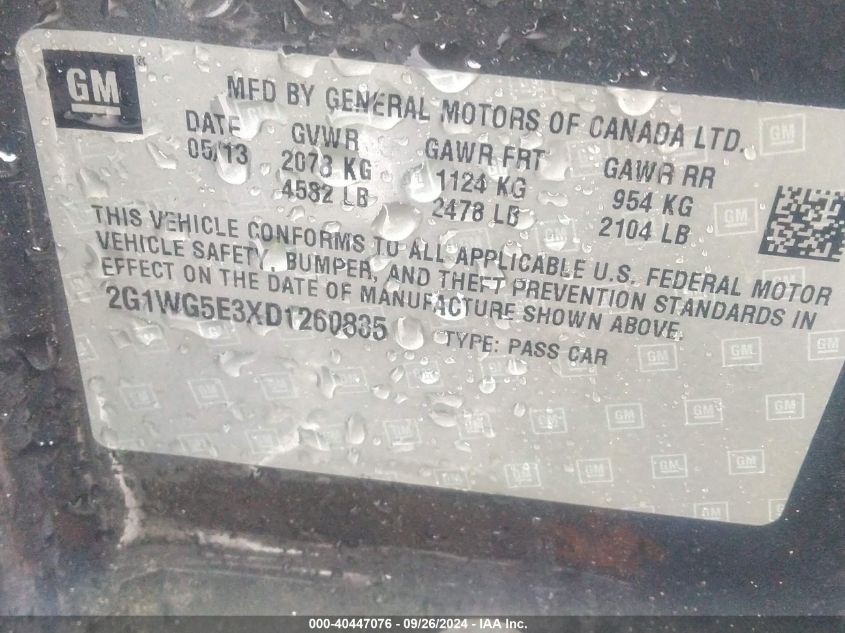 GM
MFD BY GENERAL MOTORS OF CANADA LTD.
DATE GVWR GAWR FRT GAWR RR
05/13 2078 KG 1124 KG 954 KG
4582 LB 2478 LB 2104 LB
THIS VEHICLE CONFORMS TO ALL APPLICABLE U.S. FEDERAL MOTOR
VEHICLE SAFETY, BUMPER, AND THEFT PREVENTION STANDARDS IN
EFFECT ON THE DATE OF MANUFACTURE SHOWN ABOVE.
2G1WG5E3XD1260835 TYPE: PASS CAR
000-40447076 - 09/26/2024 - IAA Inc.